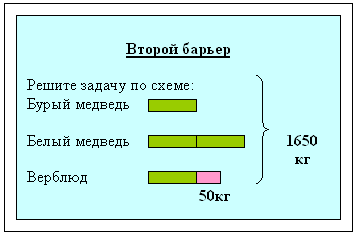 Второй барьер
Решите задачу по схеме:
Бурый медведь
Белый медведь
1650
кг
Верблюд
50кг